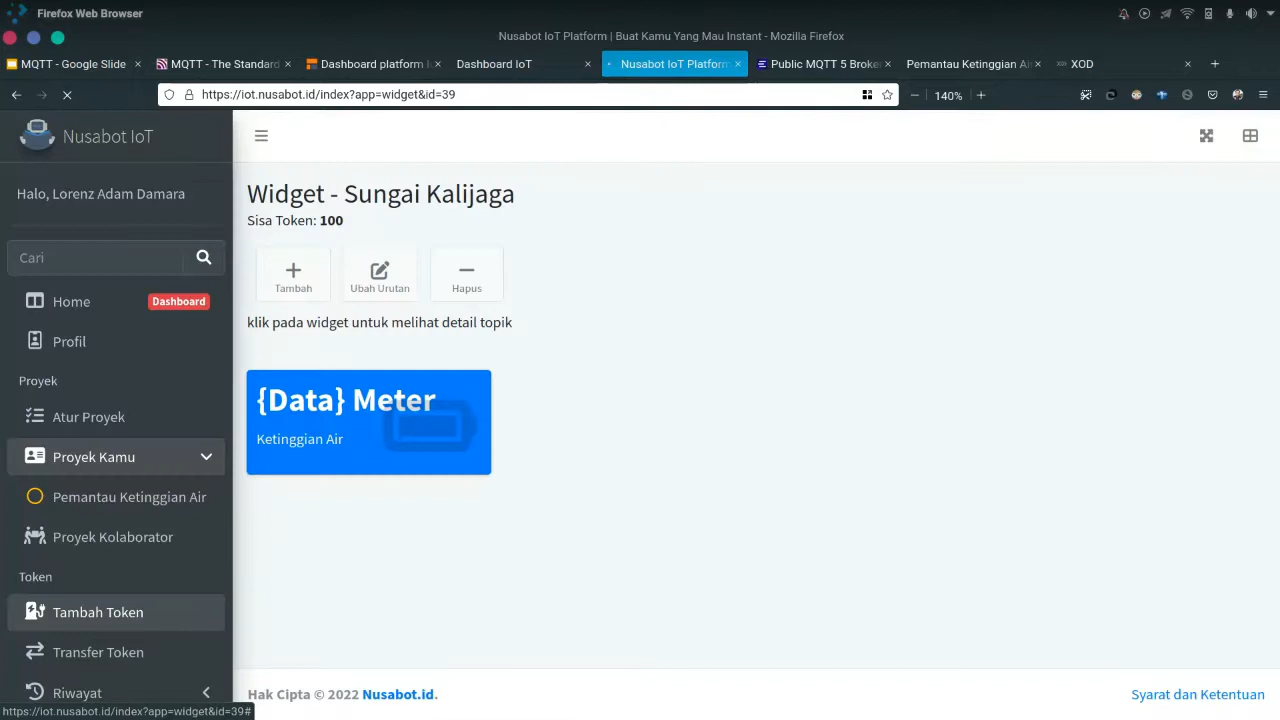 Firefox Web Browser
Nusabot IoT Platform | Buat Kamu Yang Mau Instant - Mozilla Firefox
MQTT - Google Slide
MQTT - The Standard
Dashboard platform I
Dashboard IoT
Nusabot IoT Platform
Public MQTT 5 Broke
Pemantau Ketinggian Ai
XOD
https://iot.nusabot.id/index?app=widget&id=39
140%
Nusabot IoT
Halo, Lorenz Adam Damara
Cari
Home
Dashboard
Profil
Proyek
Atur Proyek
Proyek Kamu
Pemantau Ketinggian Air
Proyek Kolaborator
Token
Tambah Token
Transfer Token
Riwayat
https://iot.nusabot.id/index?app=widget&id=39#
Widget - Sungai Kalijaga
Sisa Token: 100
Tambah
Ubah Urutan
Hapus
klik pada widget untuk melihat detail topik
{Data} Meter
Ketinggian Air
Hak Cipta © 2022 Nusabot.id.
Syarat dan Ketentuan